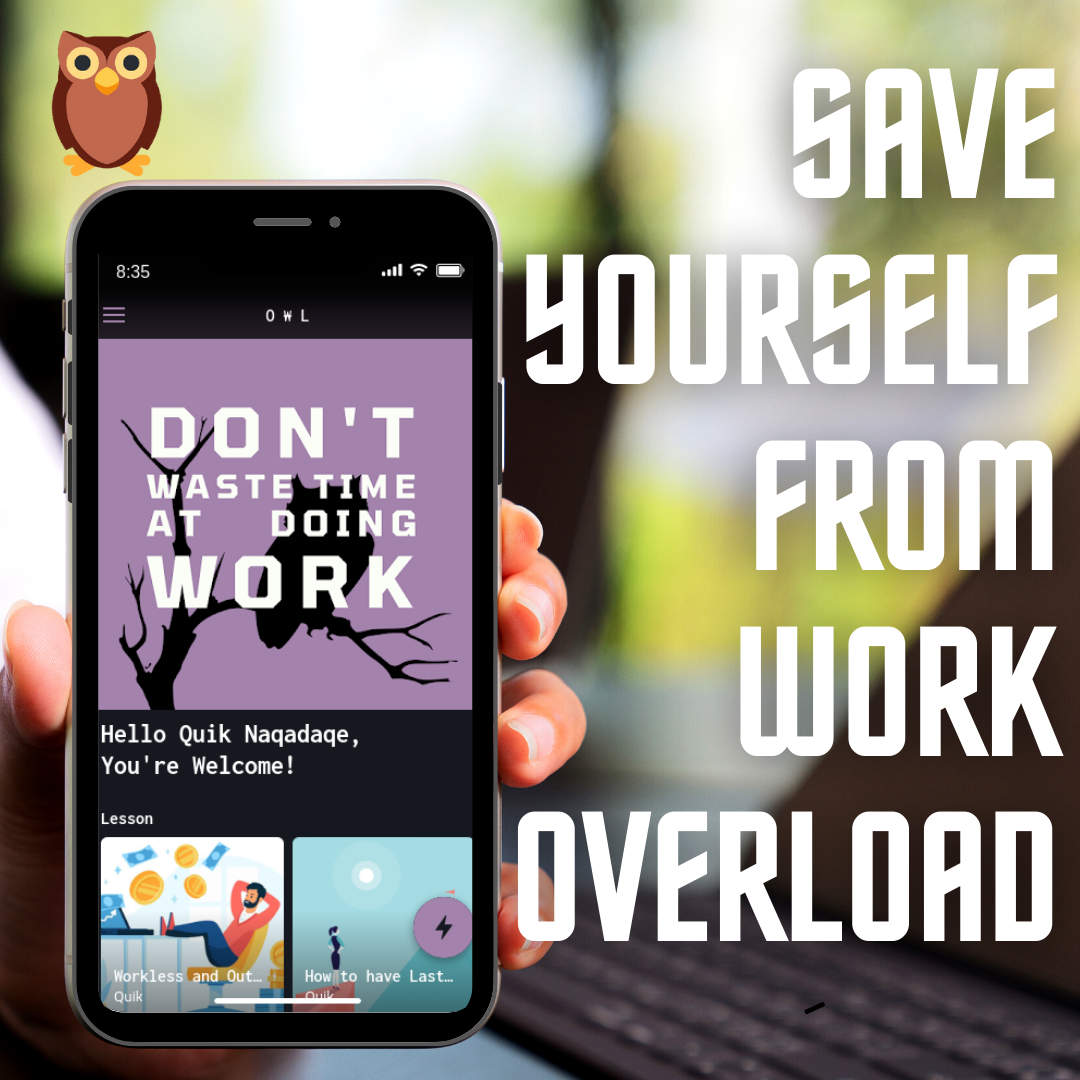 SAVE
YOURSELF
FROM
WORK
OVERLOAD
8:35
OWL
DON'T
WASTE TIME
AT DOING
WORK
Hello Quik Naqadaqe,
You're Welcome!
Lesson
Workless and Out…
Quik
How to have Last…
Quik